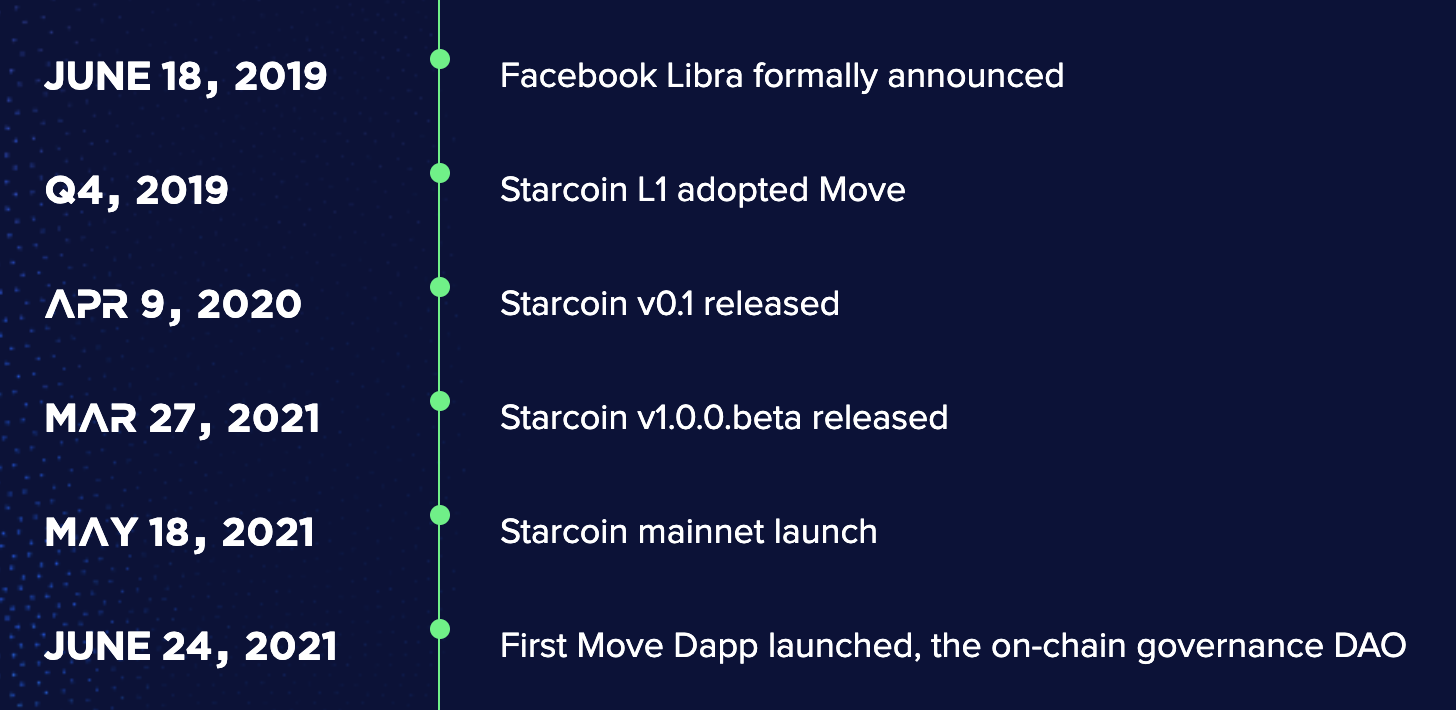 JUNE 18, 2019
Facebook Libra formally announced
Q4, 2019
Starcoin L1 adopted Move
APR 9, 2020
Starcoin v0.1 released
MAR 27, 2021
Starcoin v1.0.0.beta released
MAY 18, 2021
Starcoin mainnet launch
JUNE 24, 2021
First Move Dapp launched, the on-chain governance DAO